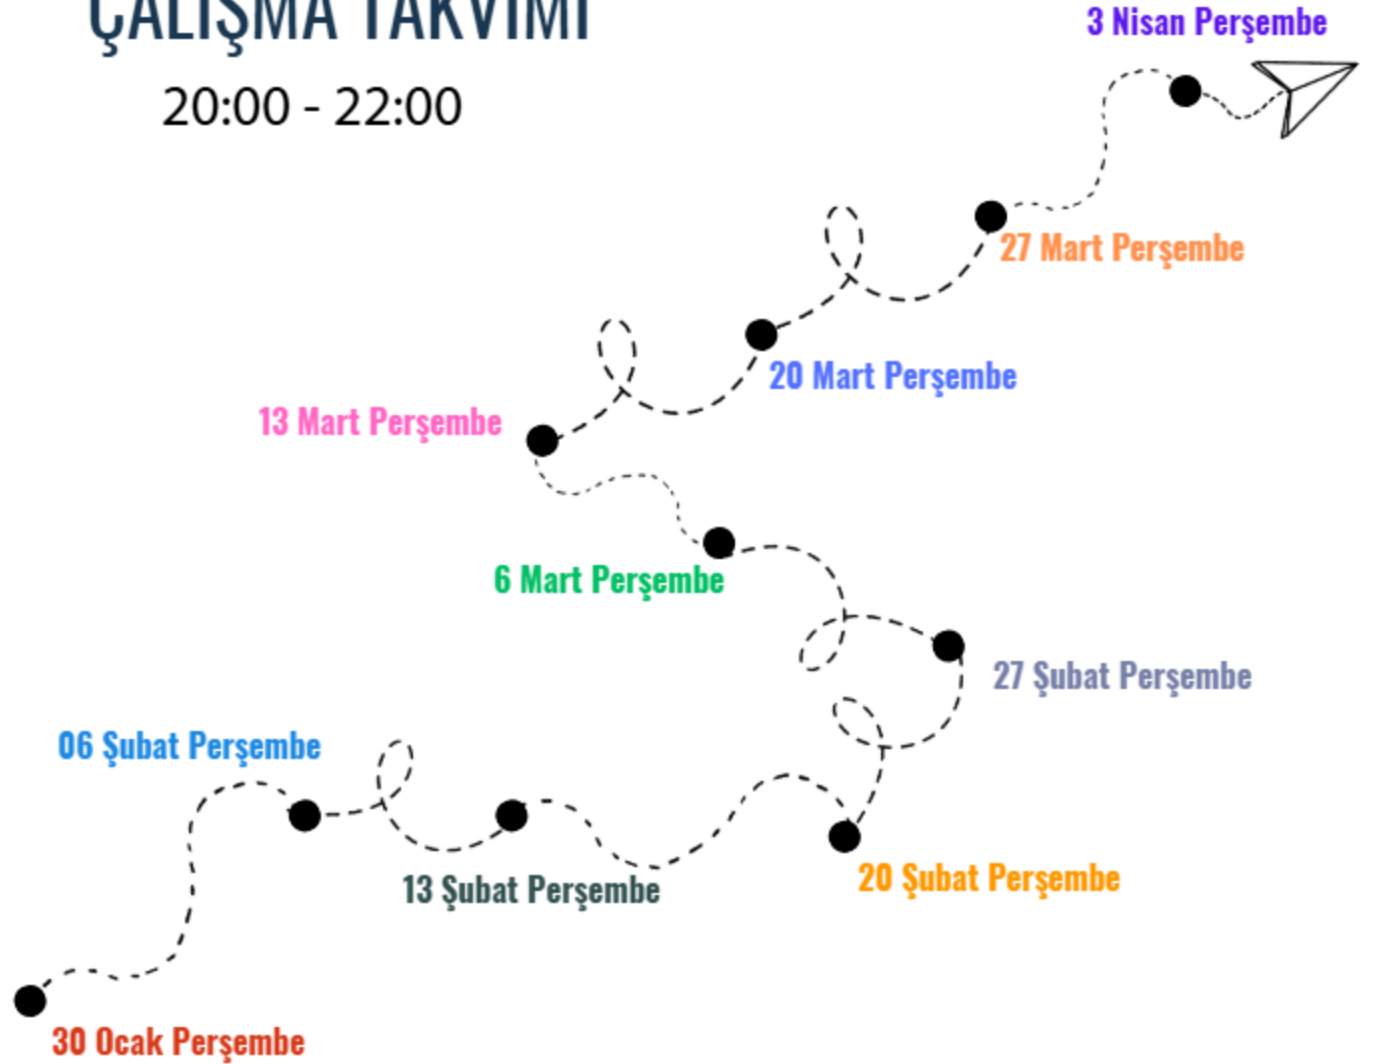 ÇALIŞMA TAKVİMİ
20:00 - 22:00
3 Nisan Perşembe
27 Mart Perşembe
20 Mart Perşembe
13 Mart Perşembe
6 Mart Perşembe
27 Şubat Perşembe
06 Şubat Perşembe
13 Şubat Perşembe
20 Şubat Perşembe
30 Ocak Perşembe